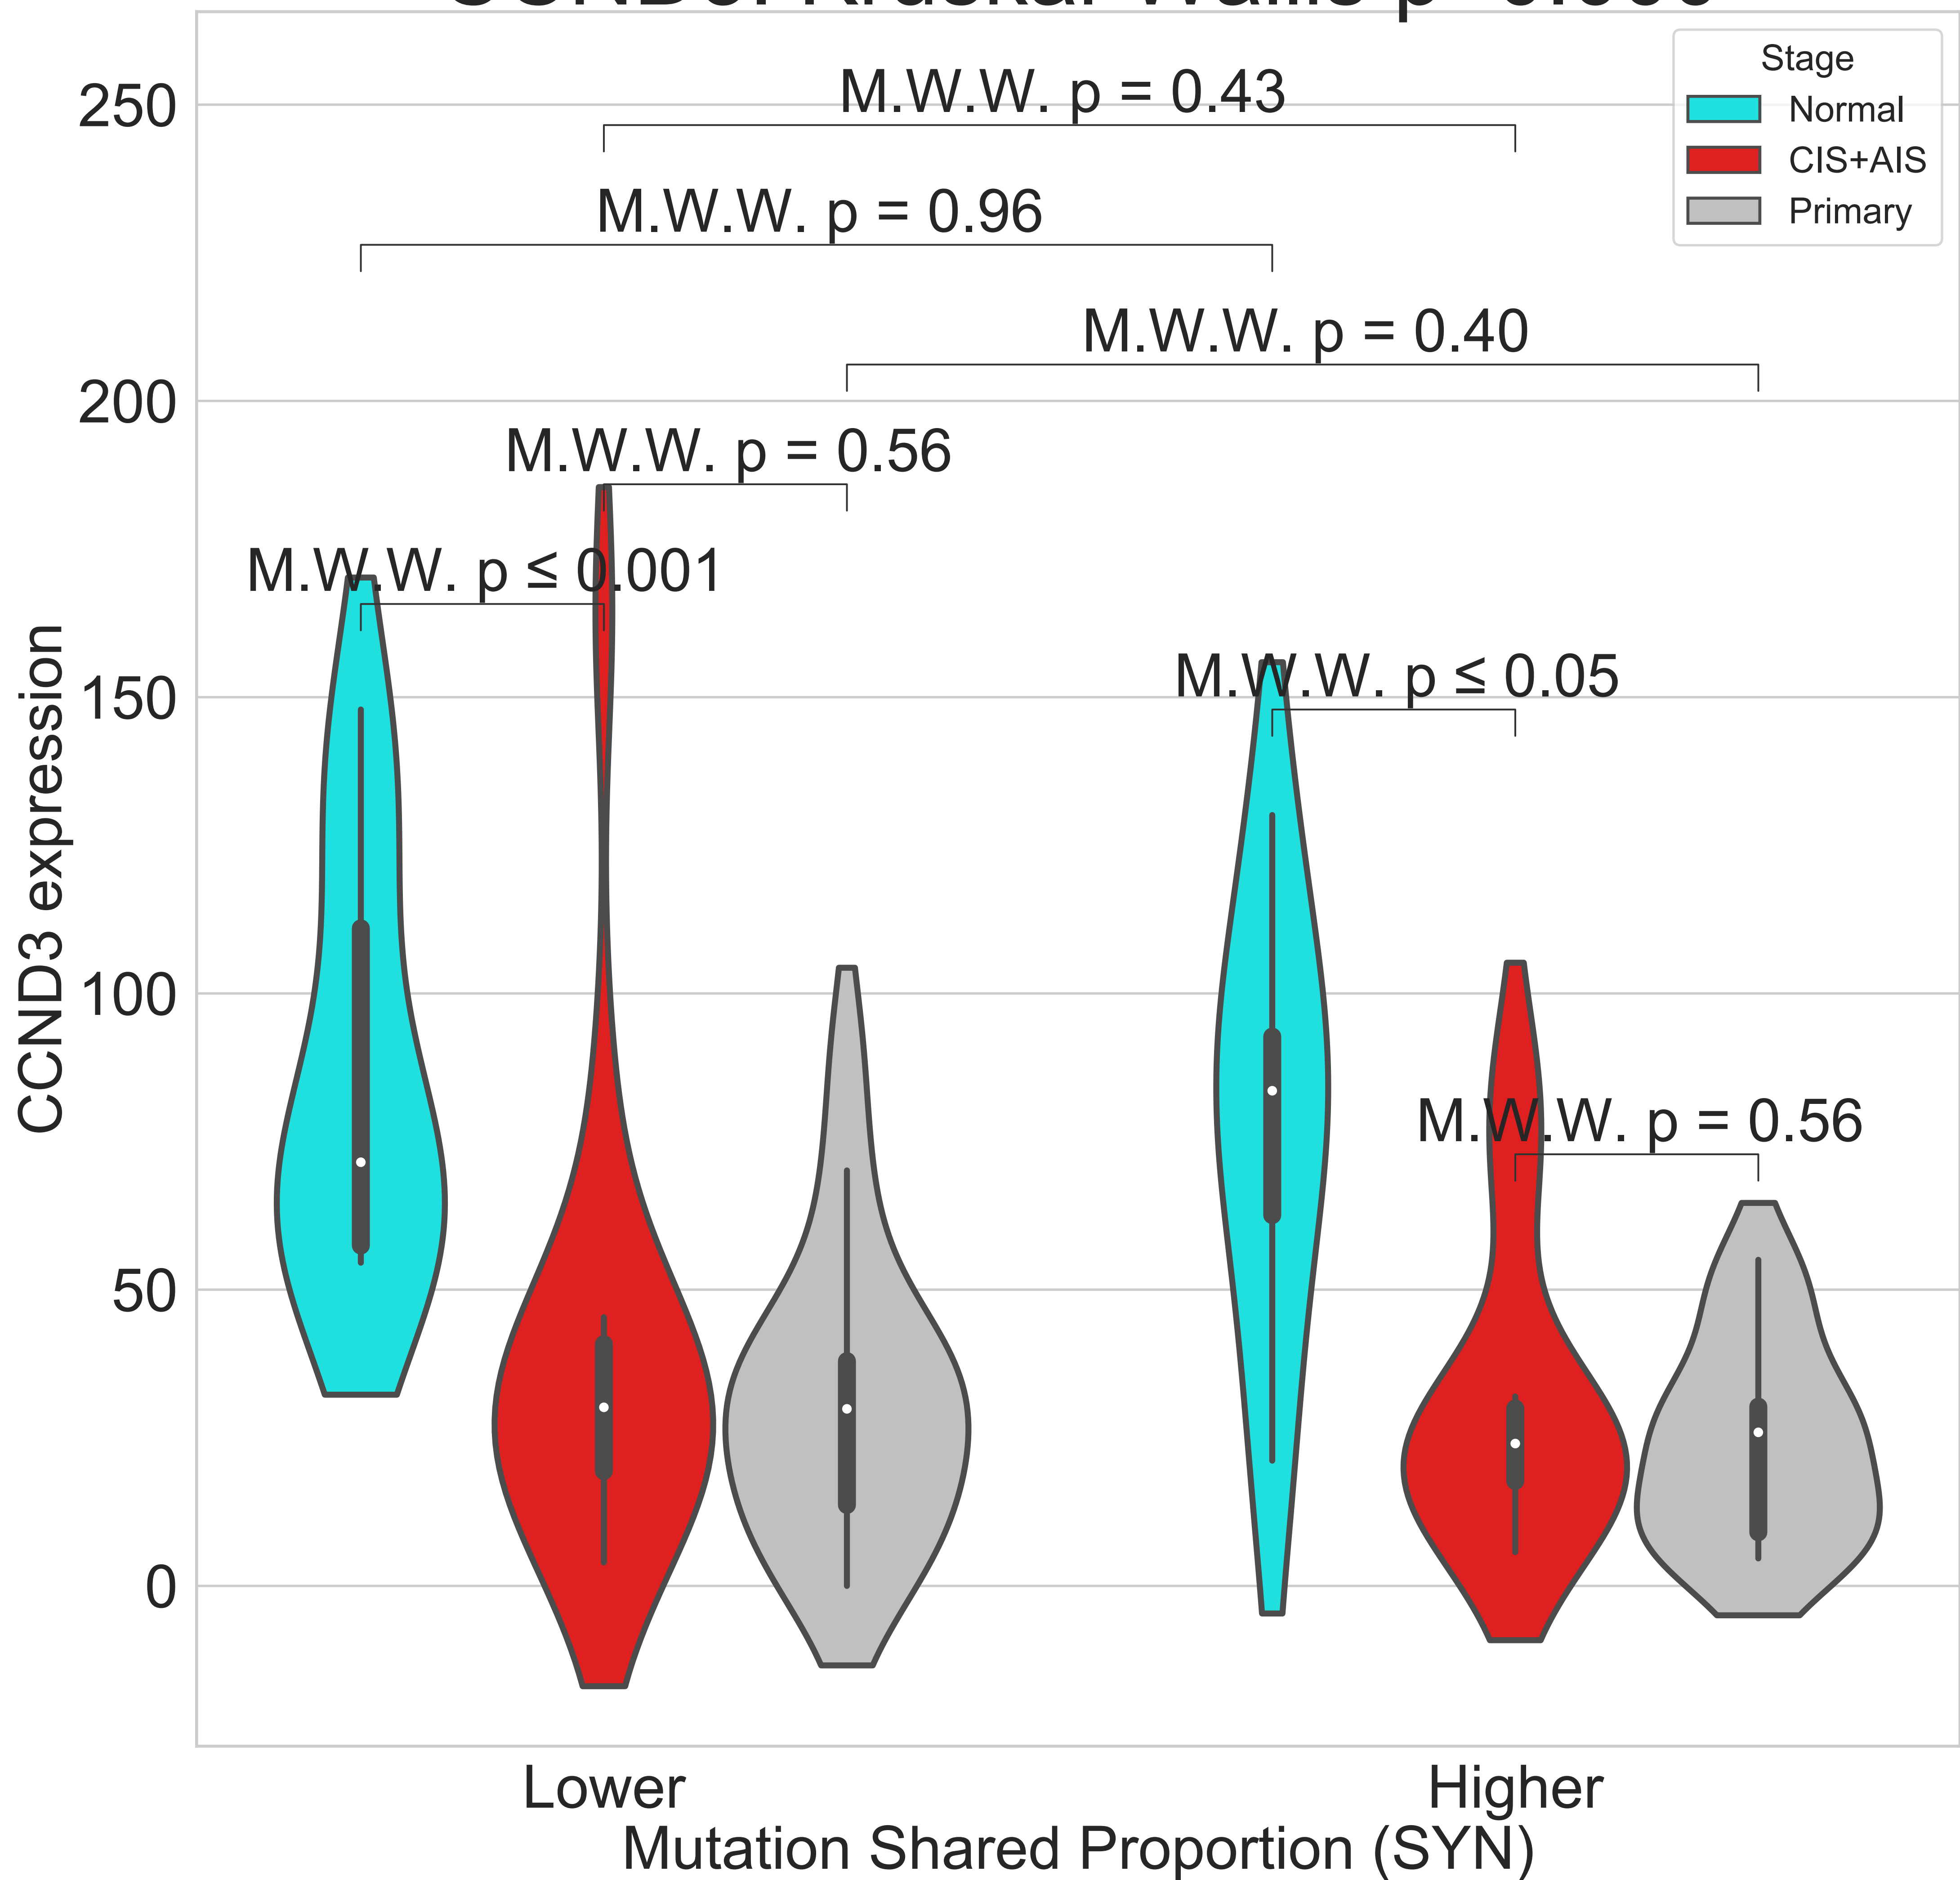 250
200
150
100
50
0
CCND3 expression
M.W.W. p = 0.43
M.W.W. p = 0.96
M.W.W. p = 0.40
M.W.W. p = 0.56
M.W.W. p ≤ 0.001
M.W.W. p ≤ 0.05
M.W.W. p = 0.56
Stage
Normal
CIS+AIS
Primary
Lower
Higher
Mutation Shared Proportion (SYN)